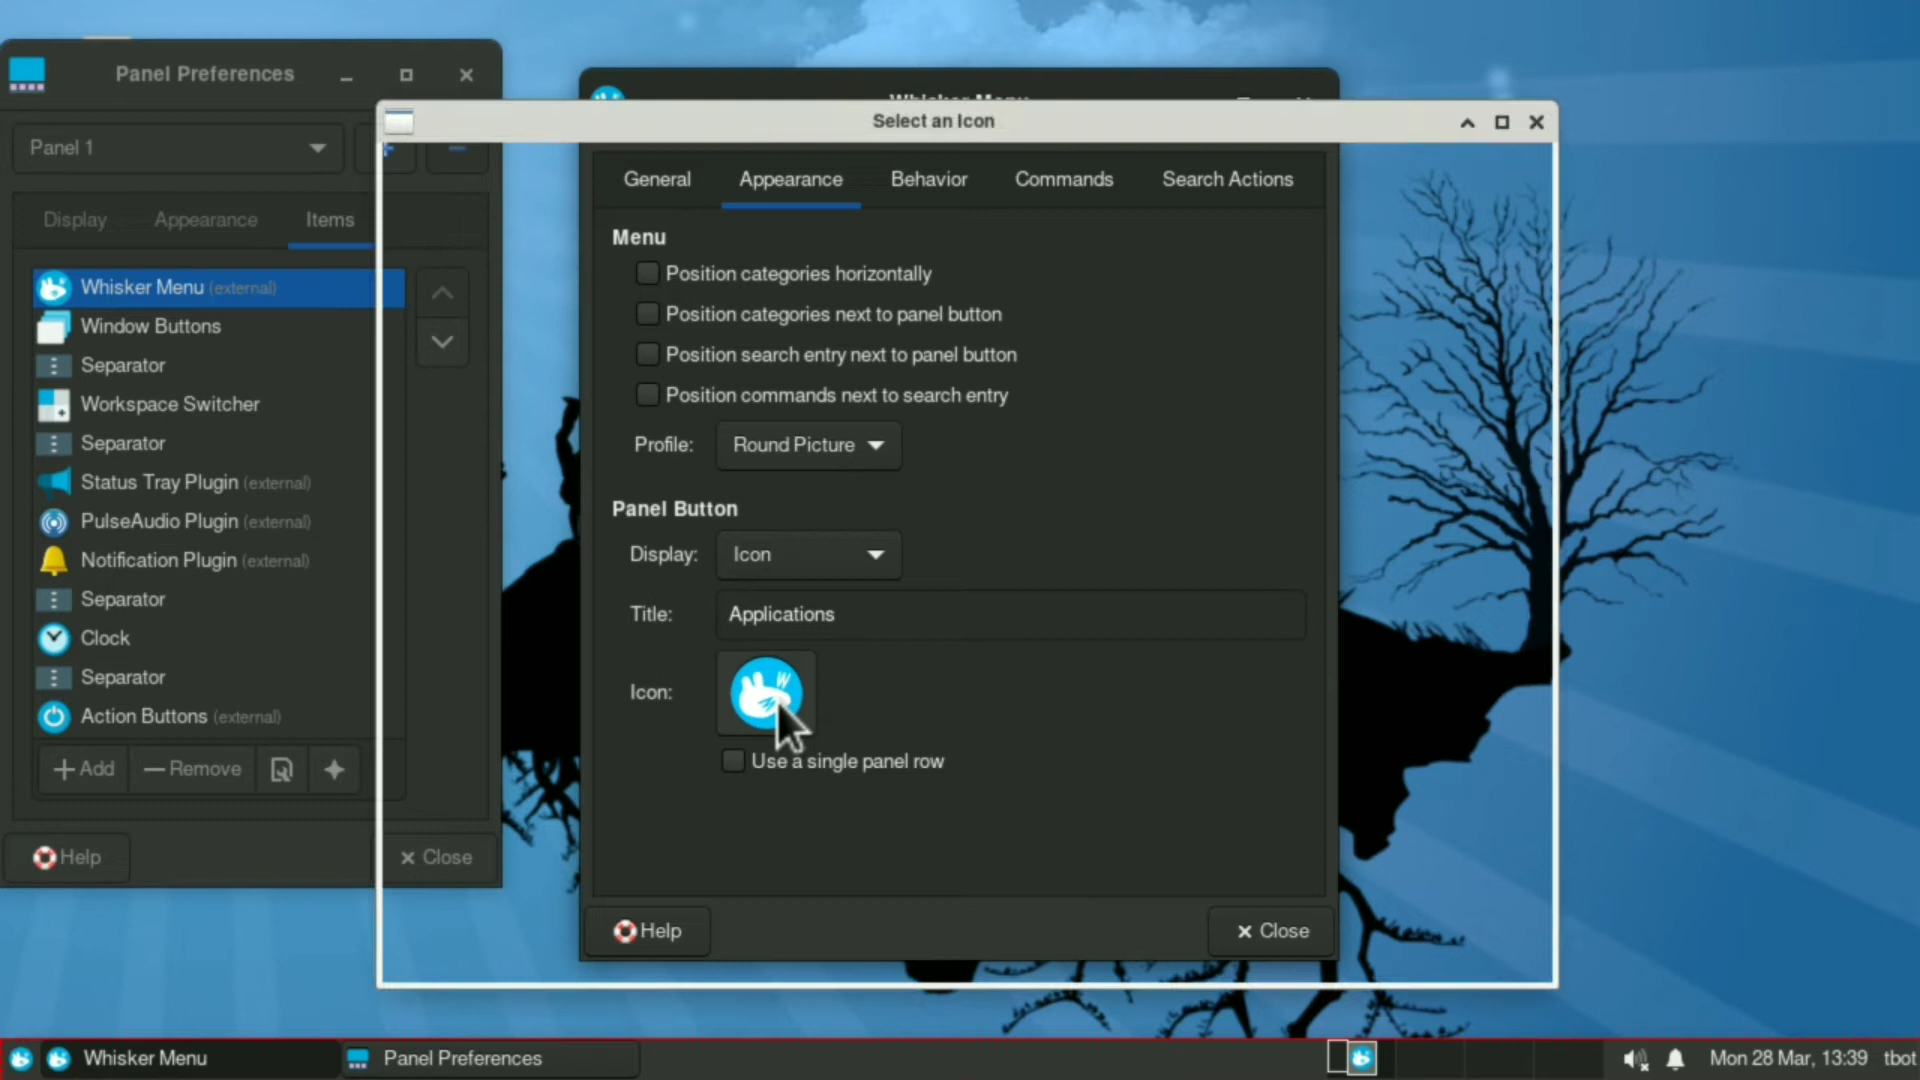 Panel Preferences
Panel 1
Display Appearance Items
Whisker Menu (external)
Window Buttons
Separator
Workspace Switcher
Separator
Status Tray Plugin (external)
PulseAudio Plugin (external)
Notification Plugin (external)
Separator
Clock
Separator
Action Buttons (external)
Add Remove
Help Close
Whisker Menu
Select an Icon
General Appearance Behavior Commands Search Actions
Menu
Position categories horizontally
Position categories next to panel button
Position search entry next to panel button
Position commands next to search entry
Profile: Round Picture
Panel Button
Display: Icon
Title: Applications
Icon:
Use a single panel row
Help Close
Whisker Menu Panel Preferences Mon 28 Mar, 13:39 tbot